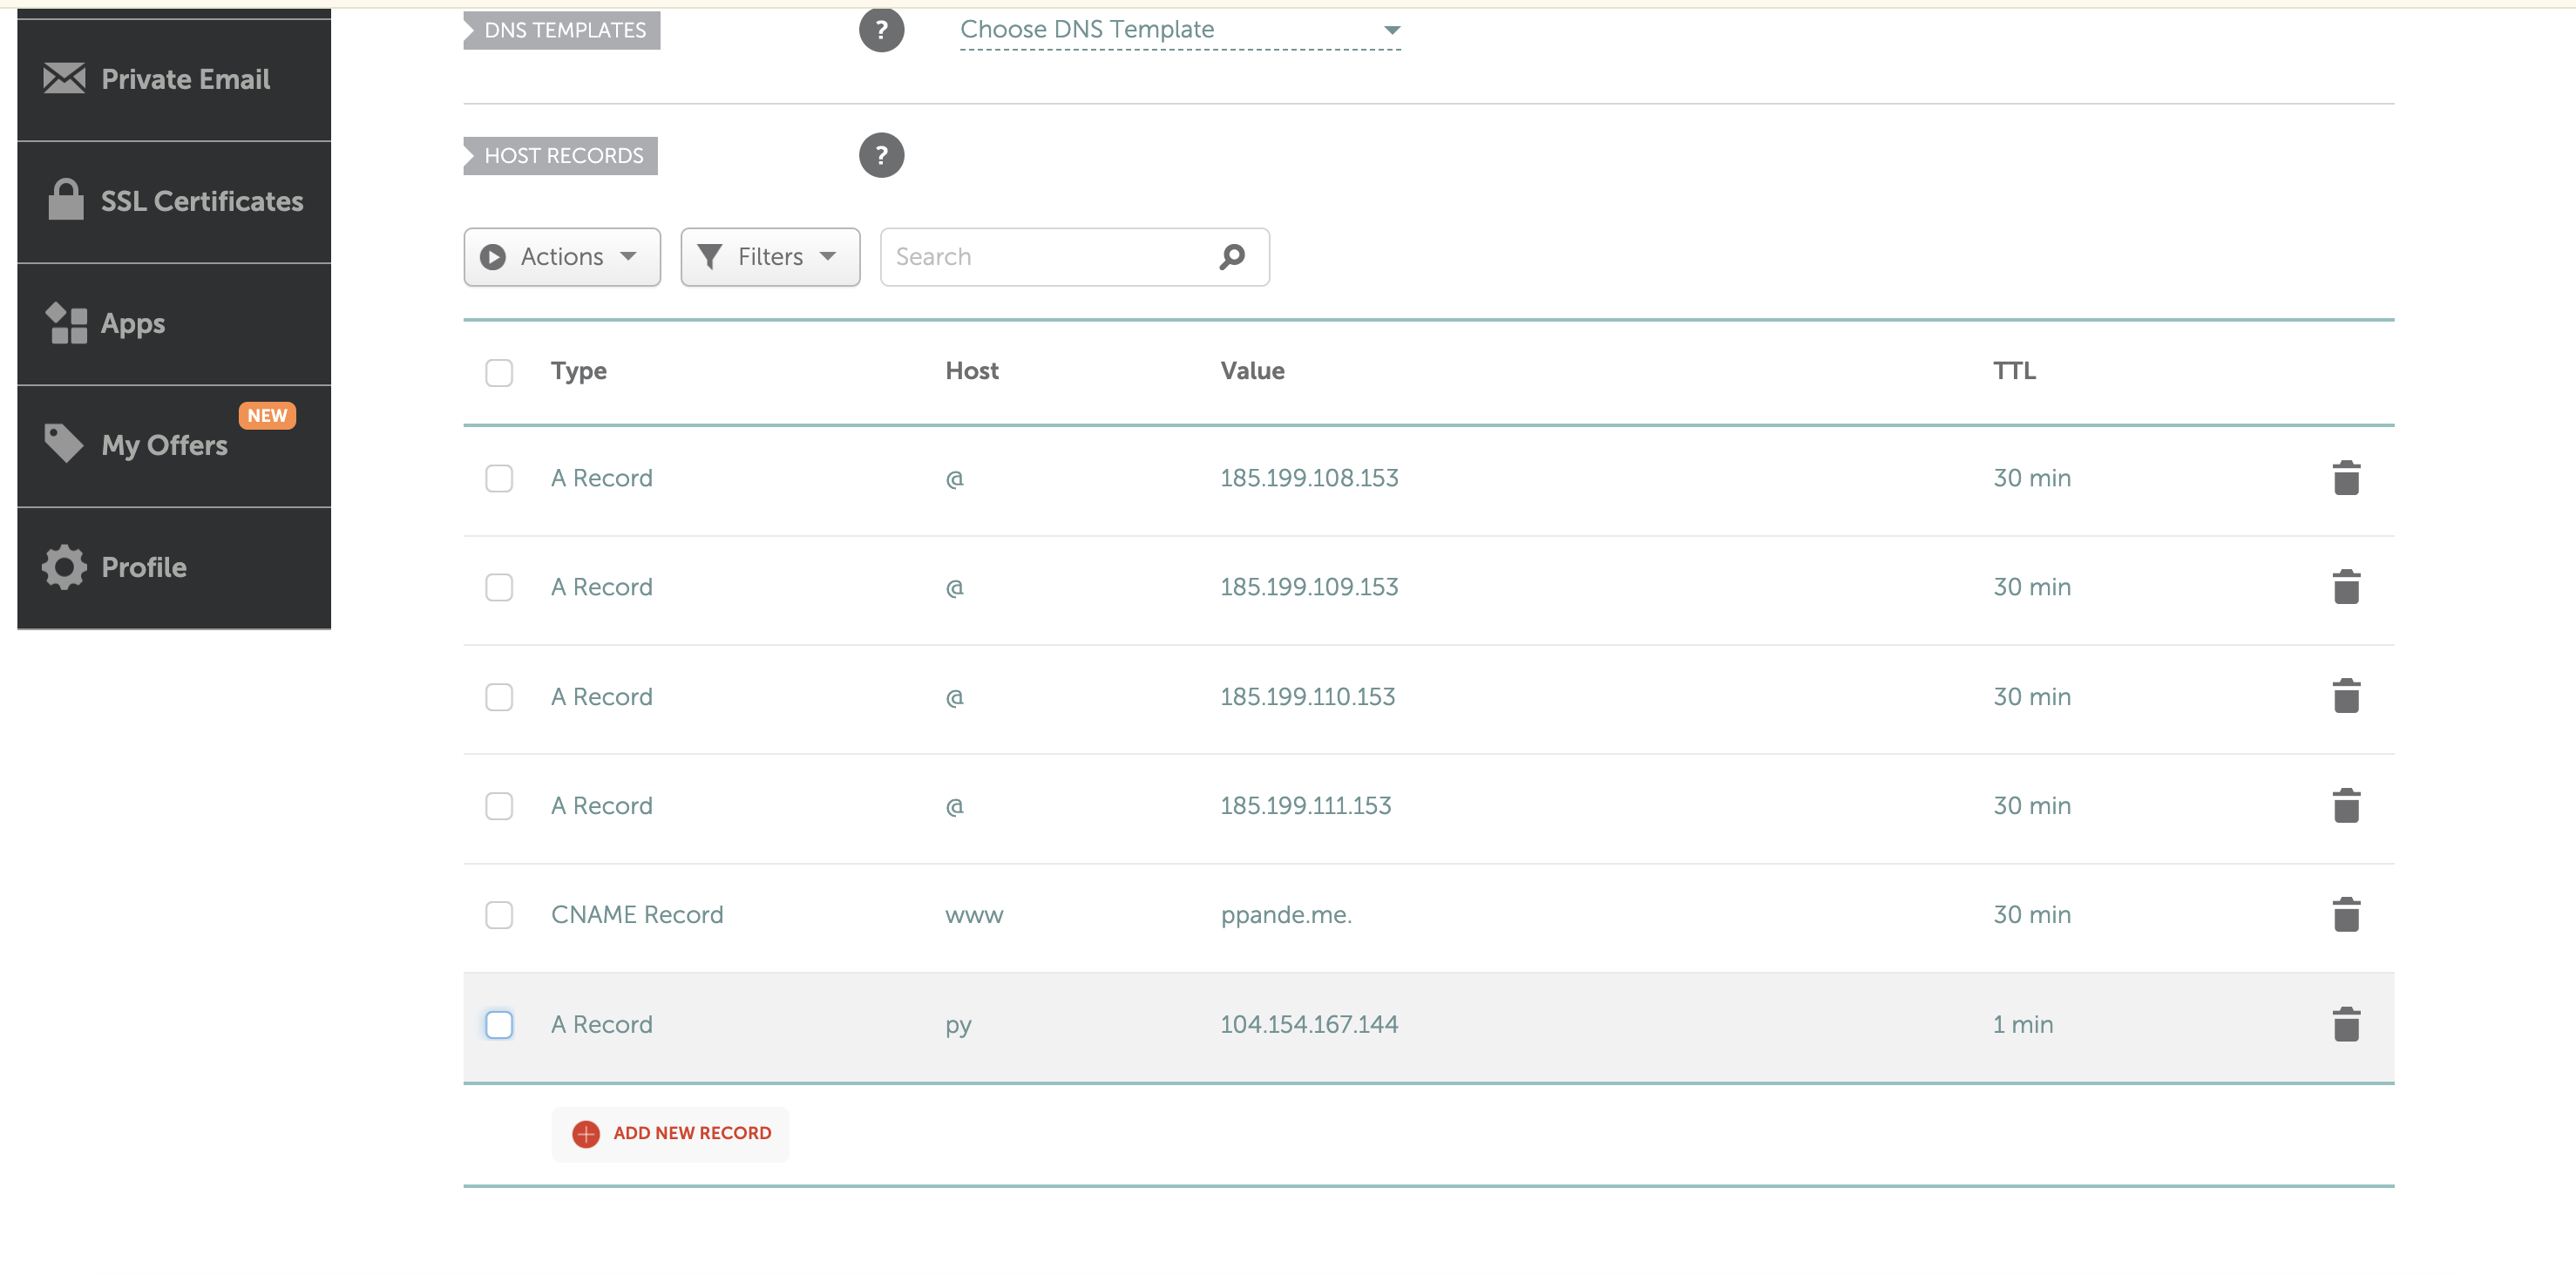 DNS TEMPLATES ? Choose DNS Template
Private Email
HOST RECORDS ?
SSL Certificates
Actions Filters Search
Apps
Type Host Value TTL
NEW
My Offers
A Record @ 185.199.108.153 30 min
Profile
A Record @ 185.199.109.153 30 min
A Record @ 185.199.110.153 30 min
A Record @ 185.199.111.153 30 min
CNAME Record www ppande.me. 30 min
A Record py 104.154.167.144 1 min
ADD NEW RECORD